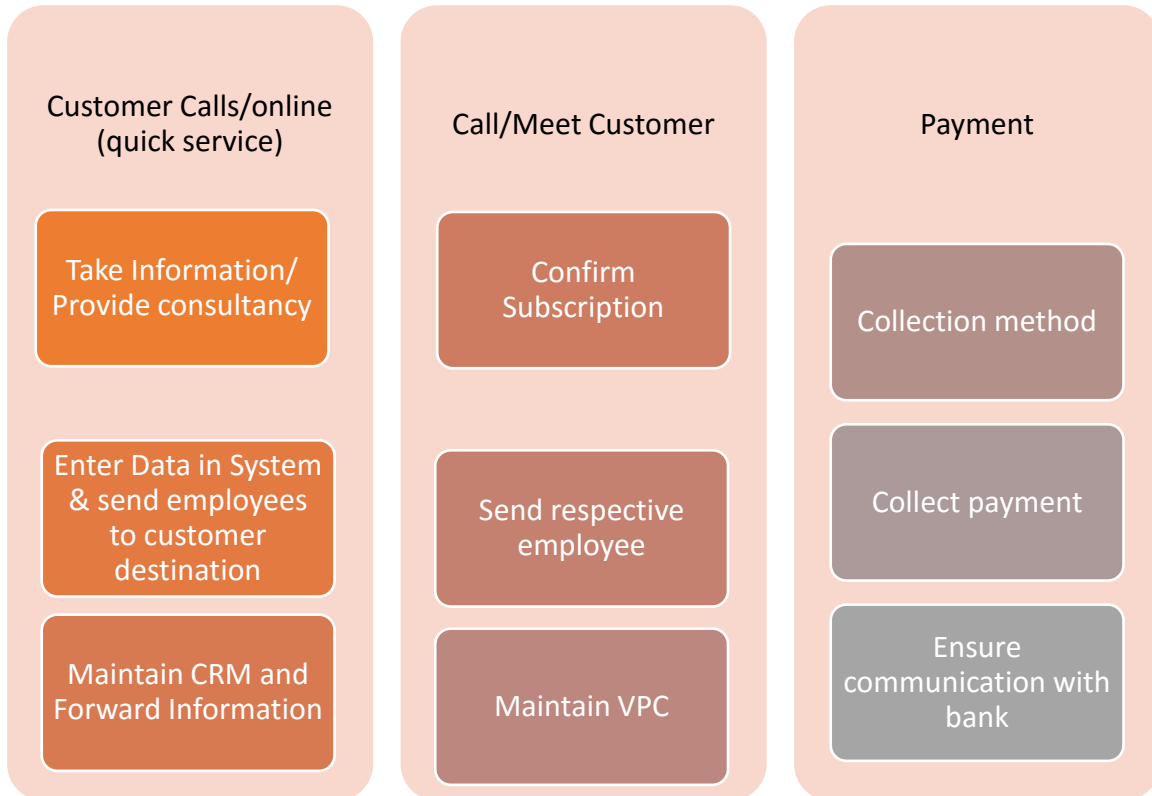 Customer Calls/online
(quick service)
Take Information/
Provide consultancy
Enter Data in System
& send employees
to customer
destination
Maintain CRM and
Forward Information
Call/Meet Customer
Confirm
Subscription
Send respective
employee
Maintain VPC
Payment
Collection method
Collect payment
Ensure
communication with
bank